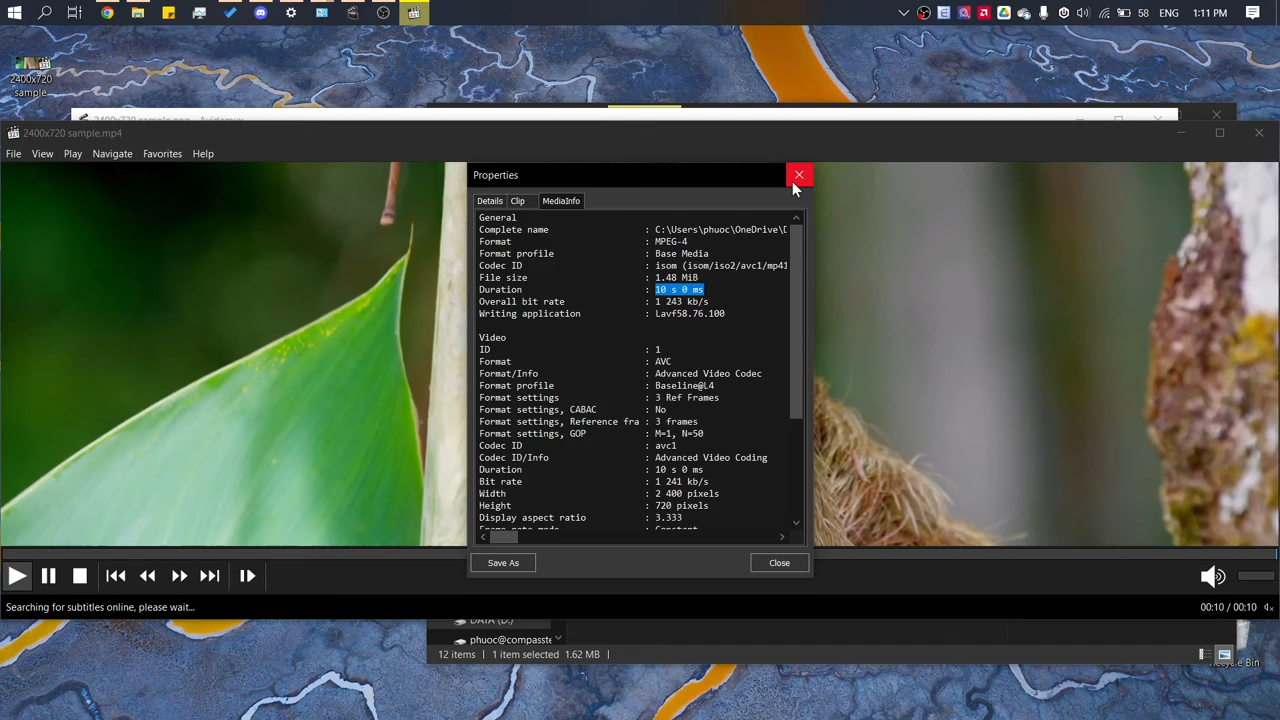 58
ENG
1:11 PM
2400x720
sample
2400x720 sample.mp4
File View Play Navigate Favorites Help
Properties
Details Clip MediaInfo
General
Complete name : C:\Users\phuoc\OneDrive\D
Format : MPEG-4
Format profile : Base Media
Codec ID : isom (isom/iso2/avc1/mp41
File size : 1.48 MiB
Duration : 10 s 0 ms
Overall bit rate : 1 243 kb/s
Writing application : Lavf58.76.100
Video
ID : 1
Format : AVC
Format/Info : Advanced Video Codec
Format profile : Baseline@L4
Format settings : 3 Ref Frames
Format settings, CABAC : No
Format settings, Reference fra : 3 frames
Format settings, GOP : M=1, N=50
Codec ID : avc1
Codec ID/Info : Advanced Video Coding
Duration : 10 s 0 ms
Bit rate : 1 241 kb/s
Width : 2 400 pixels
Height : 720 pixels
Display aspect ratio : 3.333
Frame rate mode : Constant
Save As
Close
Searching for subtitles online, please wait...
00:10 / 00:10
DATA (D:)
phuoc@compasste
12 items | 1 item selected 1.62 MB |
Recycle Bin